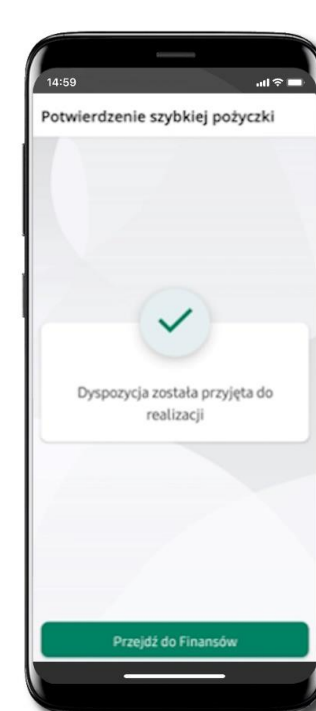 14:59
Potwierdzenie szybkiej pożyczki
Dyspozycja została przyjęta do
realizacji
Przejdź do Finansów